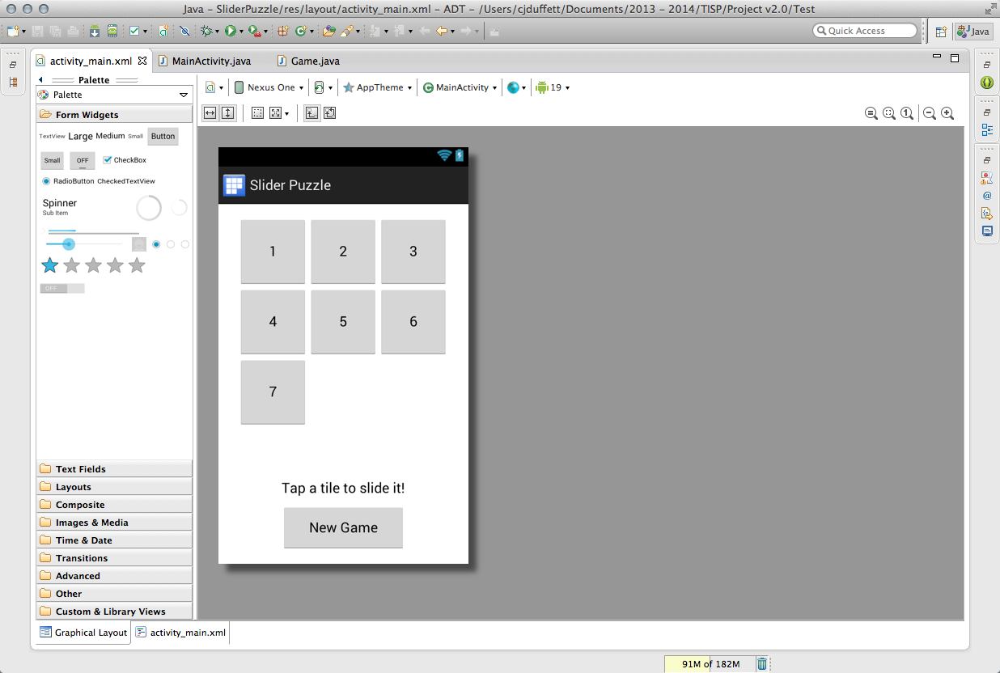 Java – SliderPuzzle/res/layout/activity_main.xml – ADT – /Users/cjduffett/Documents/2013 – 2014/TISP/Project v2.0/Test
Quick Access
Java
activity_main.xml
MainActivity.java
Game.java
Palette
Palette
Nexus One
AppTheme
MainActivity
19
Form Widgets
TextView Large Medium Small Button
Small OFF CheckBox
RadioButton CheckedTextView
Spinner
Sub Item
OFF
Text Fields
Layouts
Composite
Images & Media
Time & Date
Transitions
Advanced
Other
Custom & Library Views
Slider Puzzle
1 2 3
4 5 6
7
Tap a tile to slide it!
New Game
Graphical Layout
activity_main.xml
91M of 182M